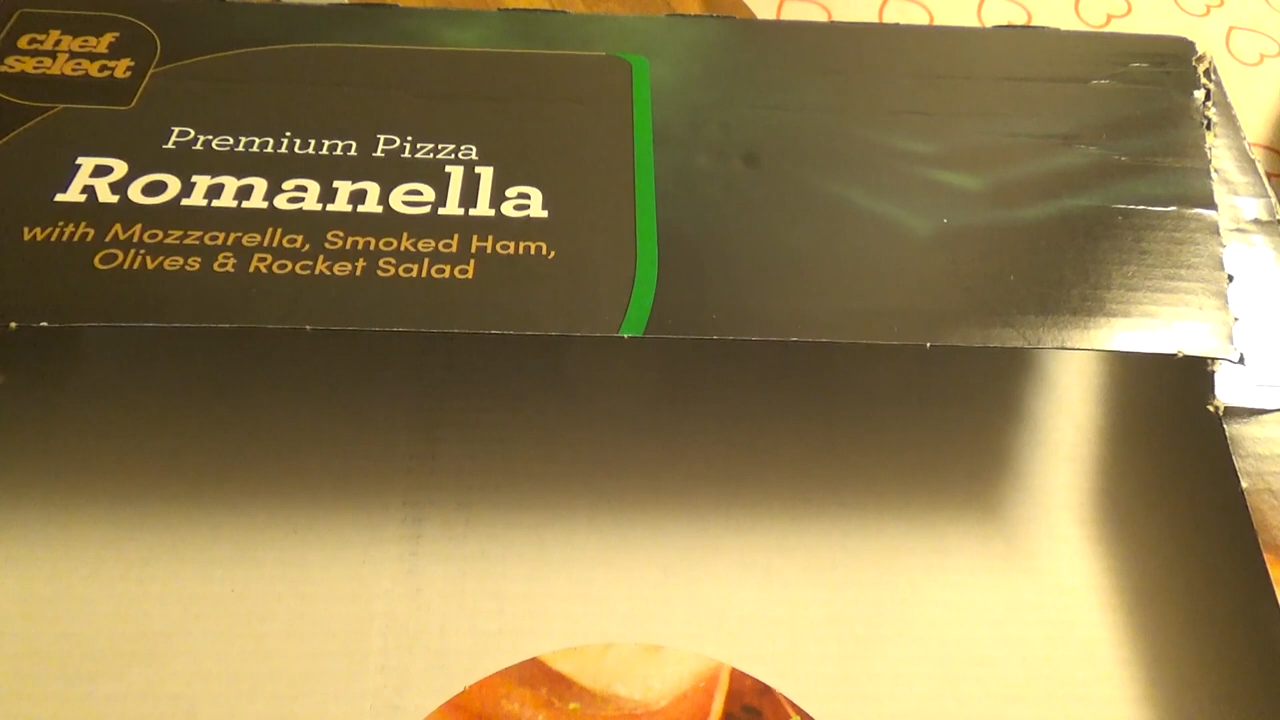 chef
select
Premium Pizza
Romanella
with Mozzarella, Smoked Ham,
Olives & Rocket Salad